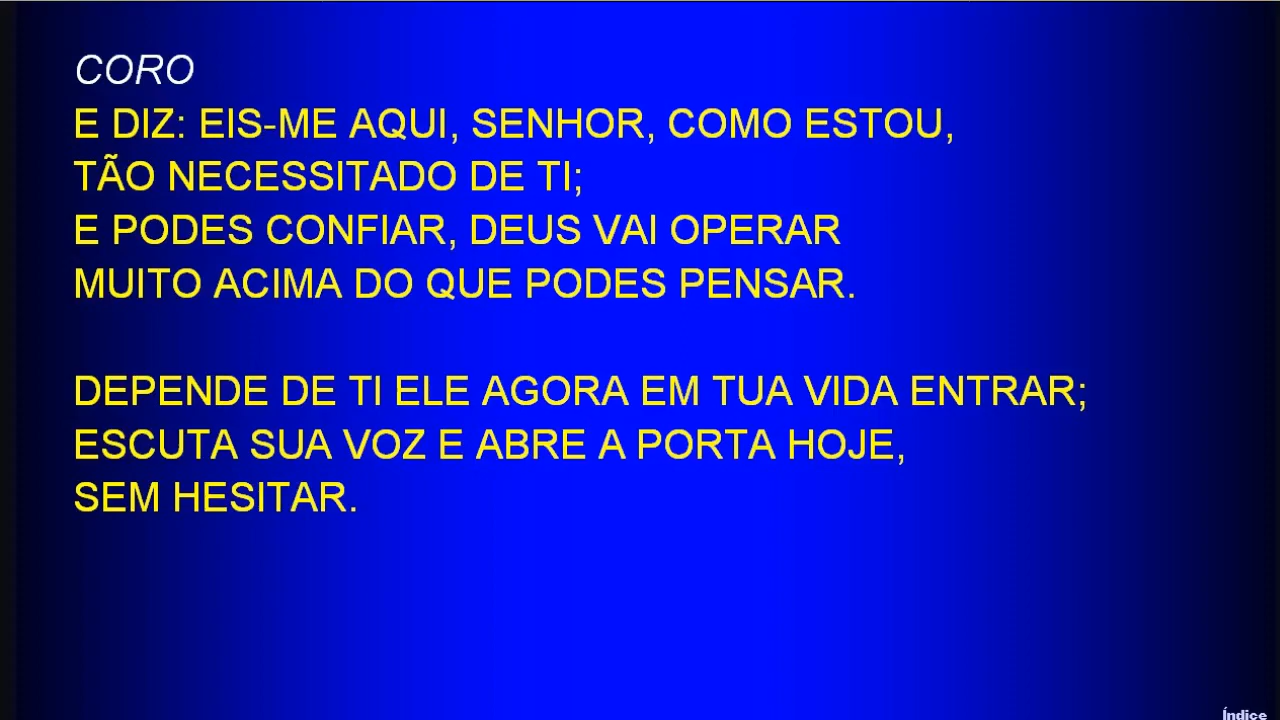 CORO
E DIZ: EIS-ME AQUI, SENHOR, COMO ESTOU,
TÃO NECESSITADO DE TI;
E PODES CONFIAR, DEUS VAI OPERAR
MUITO ACIMA DO QUE PODES PENSAR.
DEPENDE DE TI ELE AGORA EM TUA VIDA ENTRAR;
ESCUTA SUA VOZ E ABRE A PORTA HOJE,
SEM HESITAR.
Índice